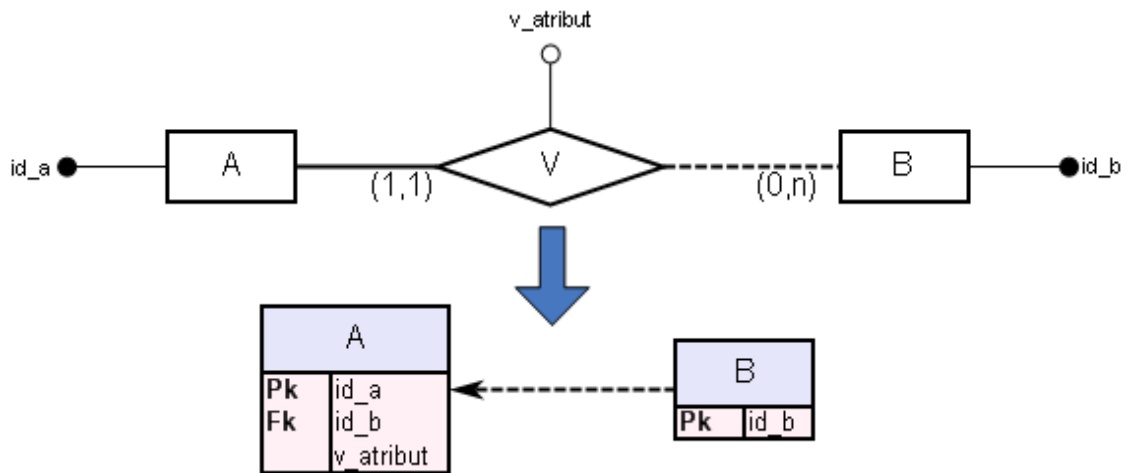 v_atribut
id_a
A
(1,1)
V
(0,n)
B
id_b
A
Pk id_a
Fk id_b
v_atribut
B
Pk id_b